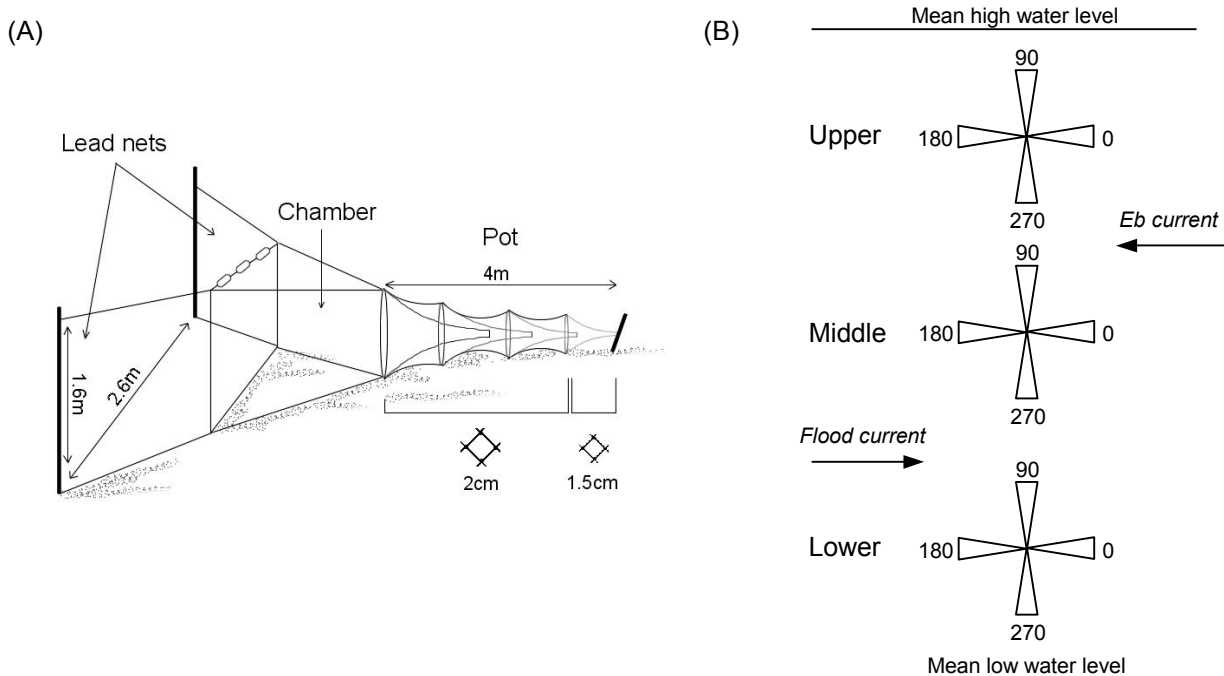 (A)
Lead nets
Chamber
Pot
4m
1.6m
2.6m
2cm
1.5cm
(B)
Mean high water level
90
Upper
180
0
270
Eb current
90
Middle
180
0
270
Flood current
90
Lower
180
0
270
Mean low water level